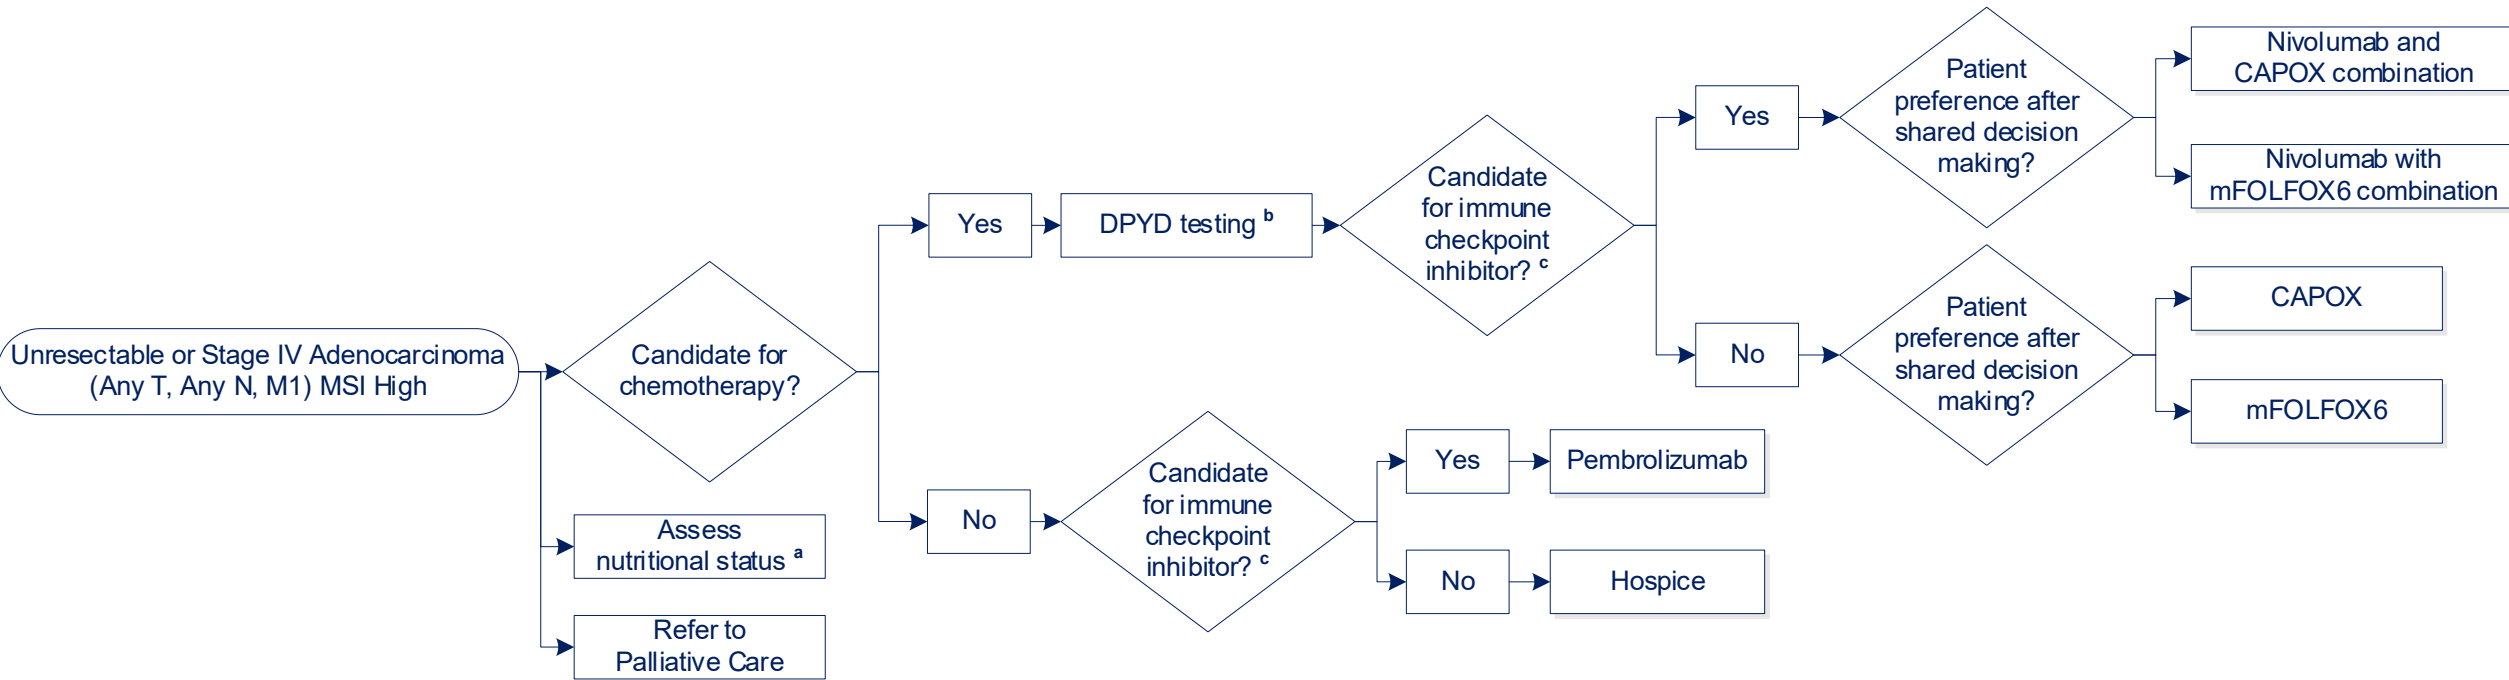 Unresectable or Stage IV Adenocarcinoma
(Any T, Any N, M1) MSI High
Candidate for
chemotherapy?
Assess
nutritional status a
Refer to
Palliative Care
Yes
DPYD testing b
Candidate
for immune
checkpoint
inhibitor? c
Yes
Patient
preference after
shared decision
making?
Nivolumab and
CAPOX combination
Nivolumab with
mFOLFOX6 combination
No
Patient
preference after
shared decision
making?
CAPOX
mFOLFOX6
No
Candidate
for immune
checkpoint
inhibitor? c
Yes
Pembrolizumab
No
Hospice